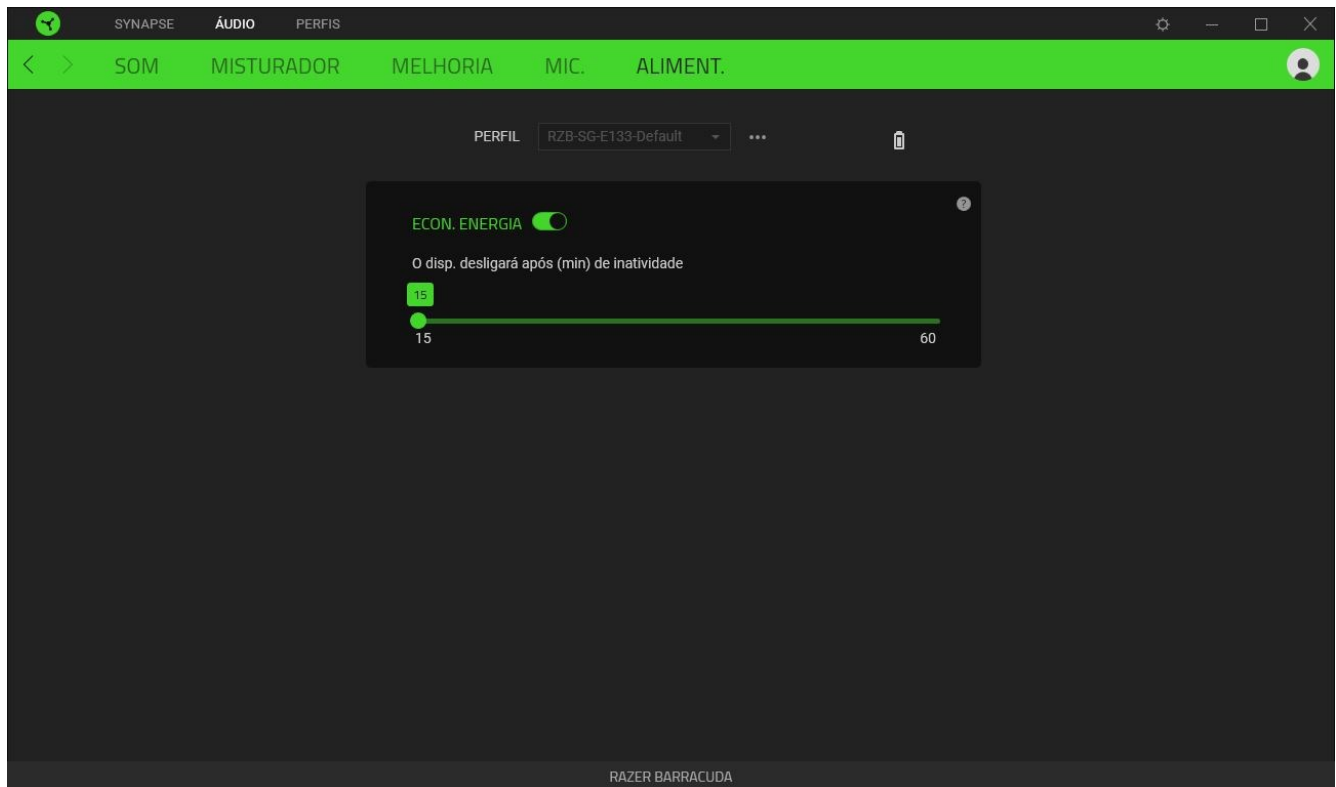 SYNAPSE ÁUDIO PERFIS
SOM MISTURADOR MELHORIA MIC. ALIMENT.
PERFIL RZB-SG-E133-Default
ECON. ENERGIA
?
O disp. desligará após (min) de inatividade
15
15 60
RAZER BARRACUDA